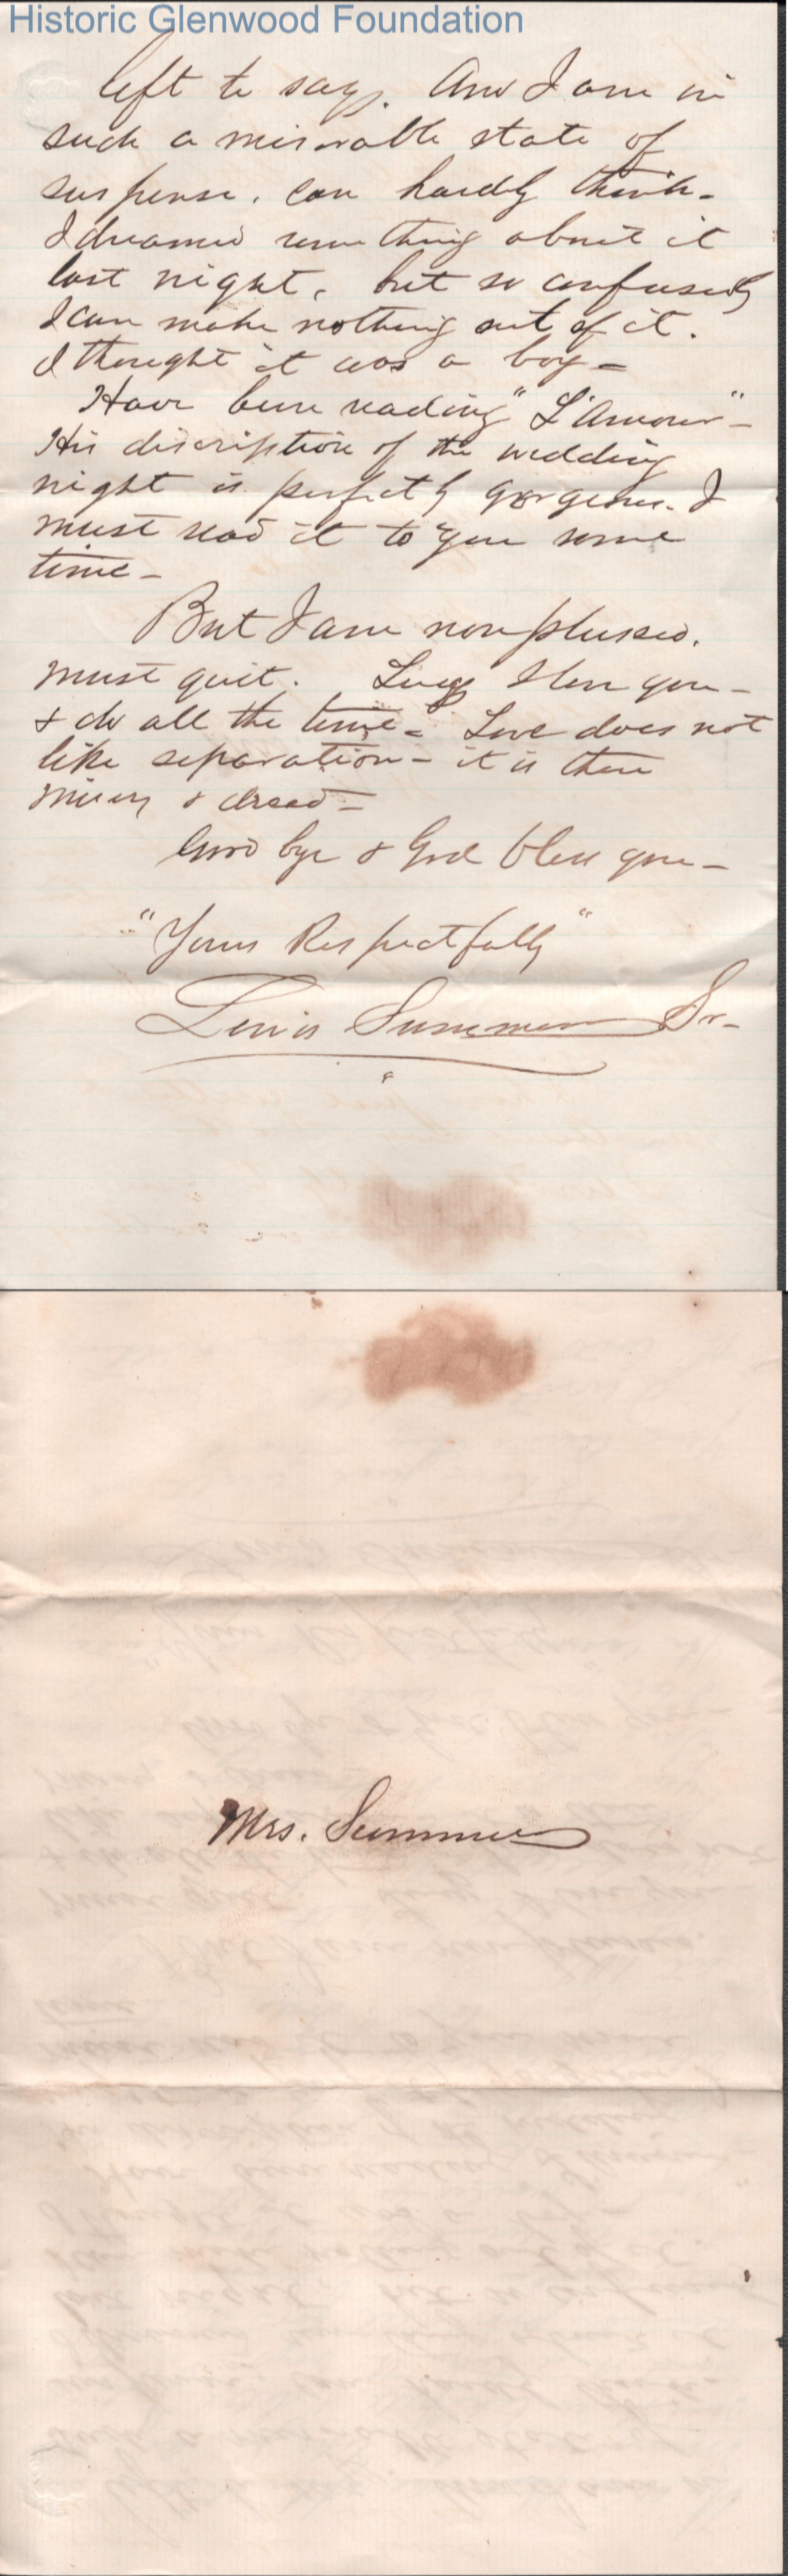 Historic Glenwood Foundation
left to say. And I am in
such a miserable state of
suspense, can hardly think-
I dreamed something about it
last night, but so confusedly
I can make nothing out of it.
I thought it was a boy-
Have been reading "L'Amour"-
His discription of the wedding
night is perfectly gorgeous. I
must read it to you some
time-
But I am nonplussed.
must quit. Lucy I love you-
& do all the time- Love does not
like separation- it is then
misery & dread-
Good bye & God bless you-
"Yours Respectfully"
Lewis Summers Sr-
Mrs. Summers